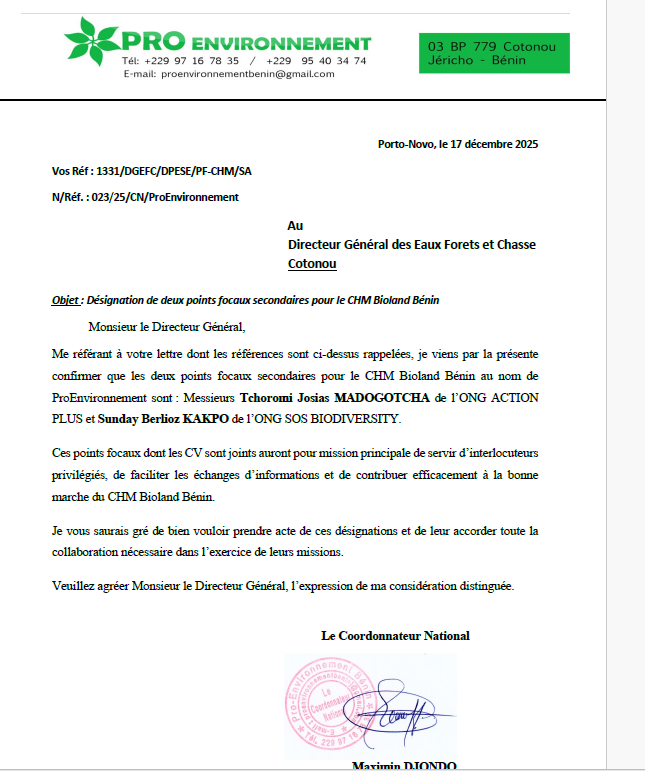 PRO ENVIRONNEMENT
Tél: +229 97 16 78 35 / +229 95 40 34 74
E-mail: proenvironnementbenin@gmail.com
03 BP 779 Cotonou
Jéricho - Bénin
Porto-Novo, le 17 décembre 2025
Vos Réf : 1331/DGEFC/DPESE/PF-CHM/SA
N/Réf. : 023/25/CN/ProEnvironnement
Au
Directeur Général des Eaux Forets et Chasse
Cotonou
Objet : Désignation de deux points focaux secondaires pour le CHM Bioland Bénin
Monsieur le Directeur Général,
Me référant à votre lettre dont les références sont ci-dessus rappelées, je viens par la présente
confirmer que les deux points focaux secondaires pour le CHM Bioland Bénin au nom de
ProEnvironnement sont : Messieurs Tchoromi Josias MADOGOTCHA de l'ONG ACTION
PLUS et Sunday Berlioz KAKPO de l'ONG SOS BIODIVERSITY.
Ces points focaux dont les CV sont joints auront pour mission principale de servir d'interlocuteurs
privilégiés, de faciliter les échanges d'informations et de contribuer efficacement à la bonne
marche du CHM Bioland Bénin.
Je vous saurais gré de bien vouloir prendre acte de ces désignations et de leur accorder toute la
collaboration nécessaire dans l'exercice de leurs missions.
Veuillez agréer Monsieur le Directeur Général, l'expression de ma considération distinguée.
Le Coordonnateur National
Pro-Environnement Bénin
Le
Coordonnateur
National
Tél. 229 97 16
Maximin DJONDO